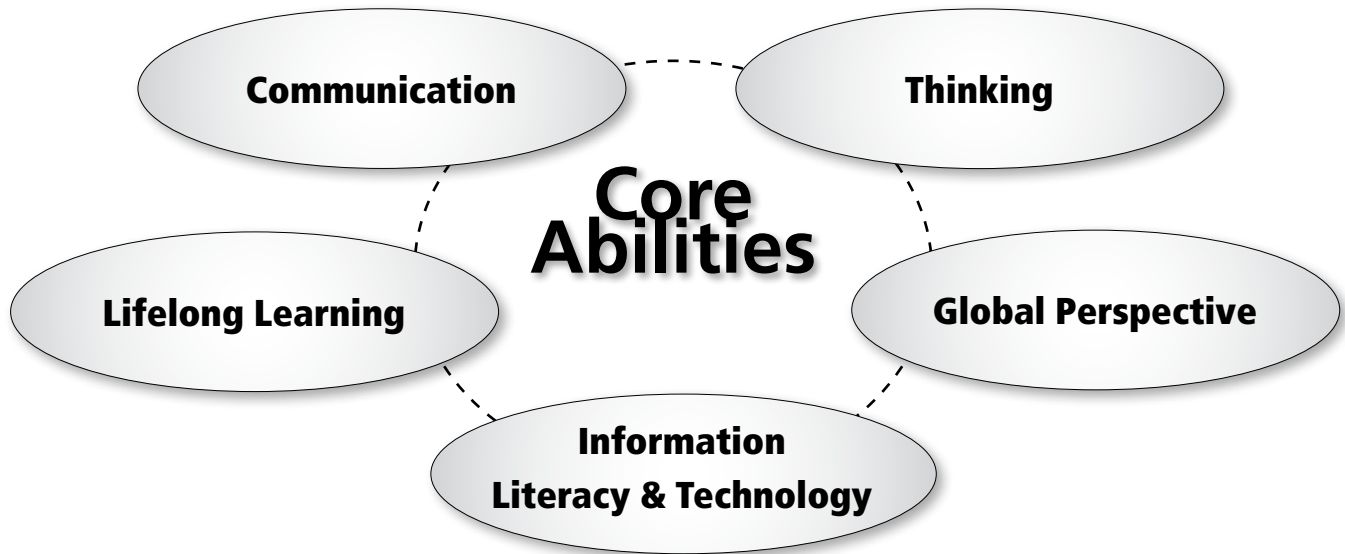 Communication
Thinking
Core
Abilities
Lifelong Learning
Global Perspective
Information
Literacy & Technology